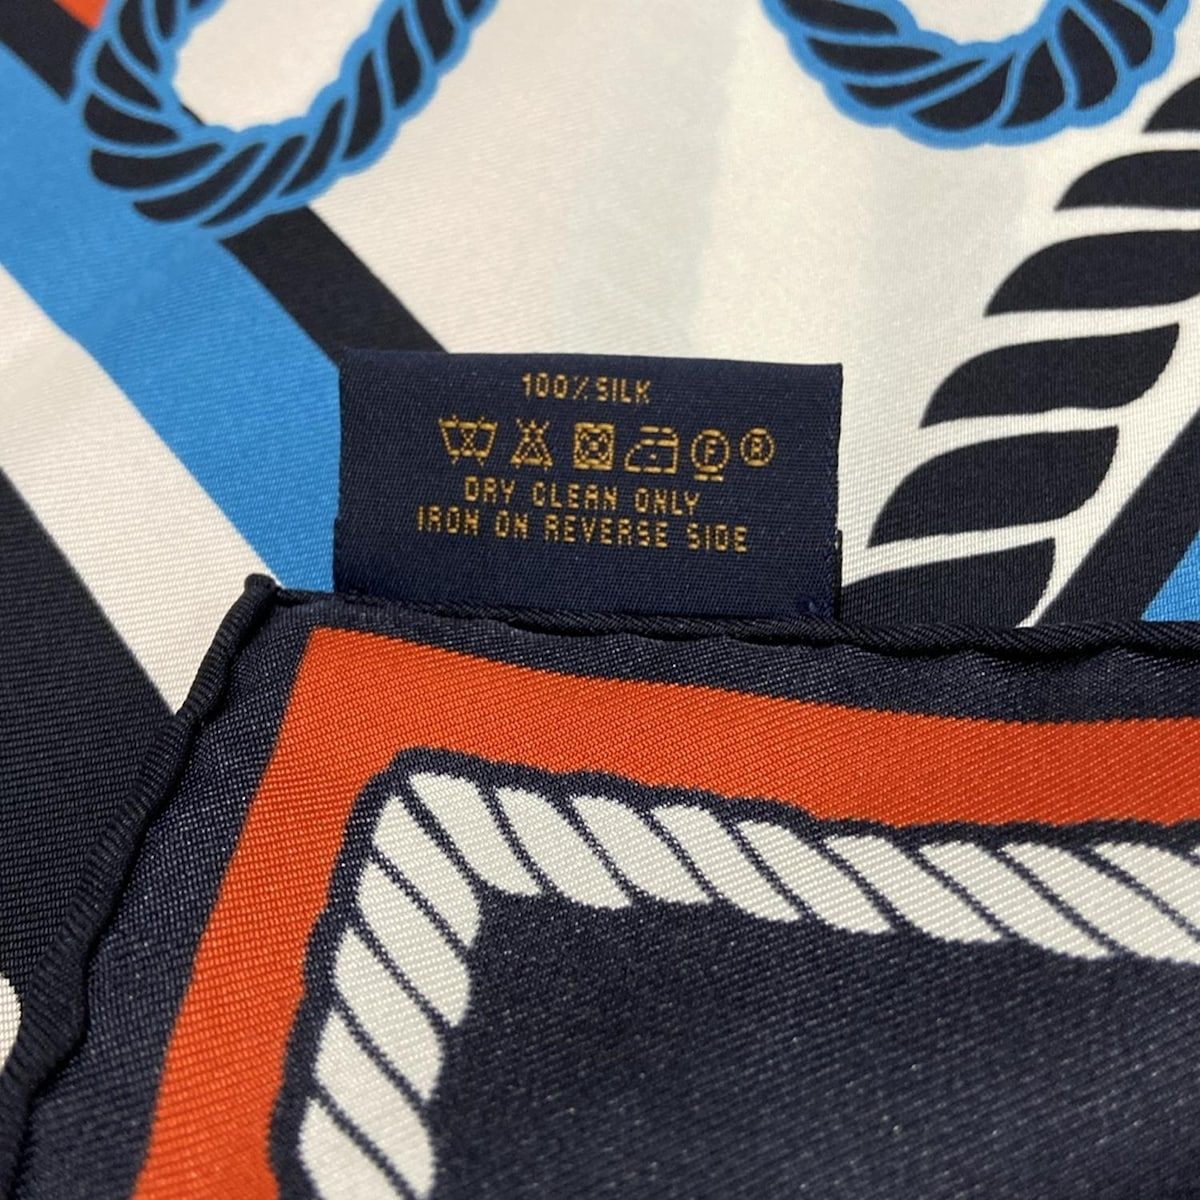 100% SILK
F R
DRY CLEAN ONLY
IRON ON REVERSE SIDE